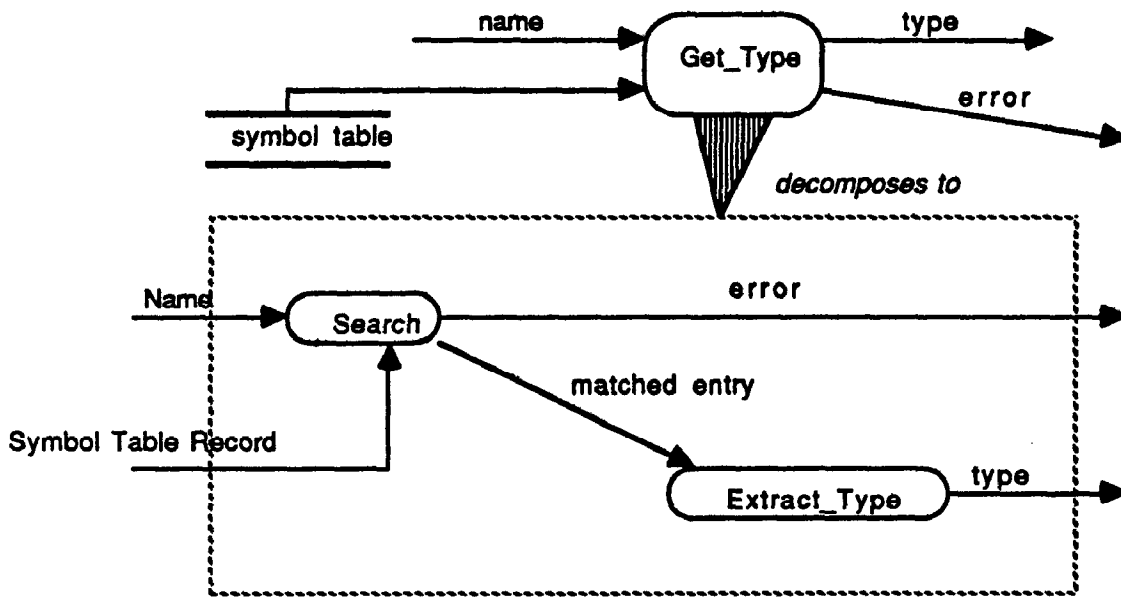 name
type
Get_Type
error
symbol table
decomposes to
Name
error
Search
matched entry
Symbol Table Record
type
Extract_Type